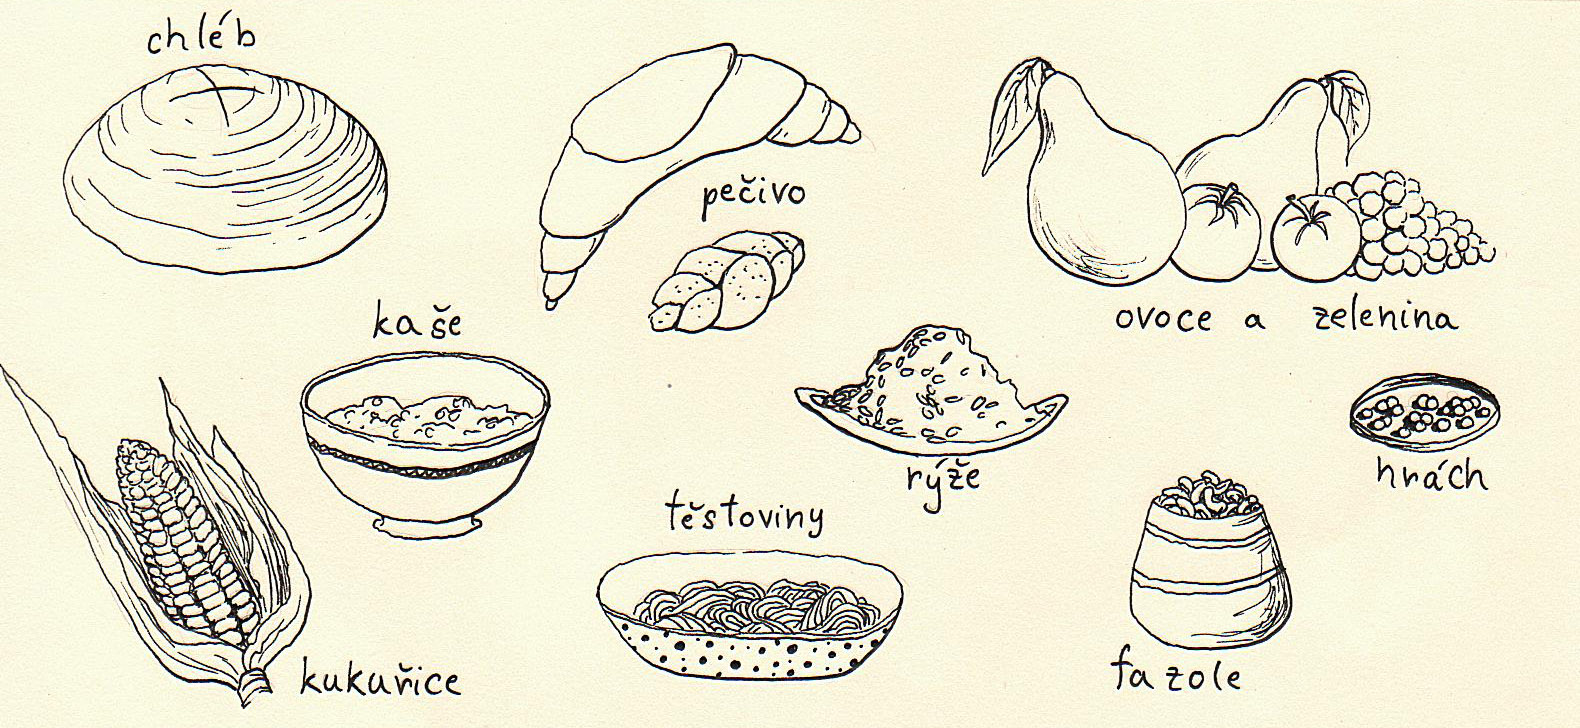 chléb
pečivo
ovoce a zelenina
kaše
rýže
hrách
těstoviny
kukuřice
fazole